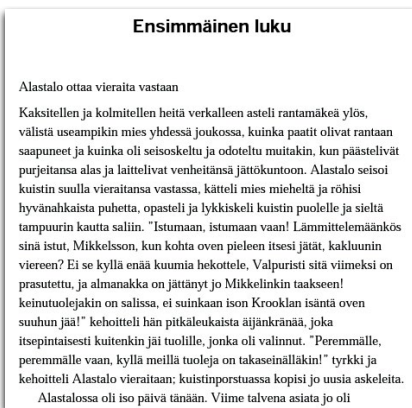 Ensimmäinen luku
Alastalo ottaa vieraita vastaan
Kaksitellen ja kolmitellen heitä verkalleen asteli rantamäkeä ylös,
välistä useampikin mies yhdessä joukossa, kuinka paatit olivat rantaan
saapuneet ja kuinka oli seisoskeltu ja odoteltu muitakin, kun päästelivät
purjeitansa alas ja laittelivat venheitänsä jättökuntoon. Alastalo seisoi
kuistin suulla vieraitansa vastassa, kätteli mies mieheltä ja röhisi
hyvänahkaista puhetta, opasteli ja lykkiskeli kuistin puolelle ja sieltä
tampuurin kautta saliin. "Istumaan, istumaan vaan! Lämmittelemäänkös
sinä istut, Mikkelsson, kun kohta oven pieleen itsesi jätät, kakluunin
viereen? Ei se kyllä enää kuumia hekottele, Valpuristi sitä viimeksi on
prasutettu, ja almanakka on jättänyt jo Mikkelinkin taakseen!
keinutuolejakin on salissa, ei suinkaan ison Krooklan isäntä oven
suuhun jää!" kehoitteli hän pitkäleukaista äijänkränää, joka
itsepintaisesti kuitenkin jäi tuolille, jonka oli valinnut. "Peremmälle,
peremmälle vaan, kyllä meillä tuoleja on takaseinälläkin!" tyrkki ja
kehoitteli Alastalo vieraitaan; kuistinporstuassa kopisi jo uusia askeleita.
Alastalossa oli iso päivä tänään. Viime talvena asiata jo oli